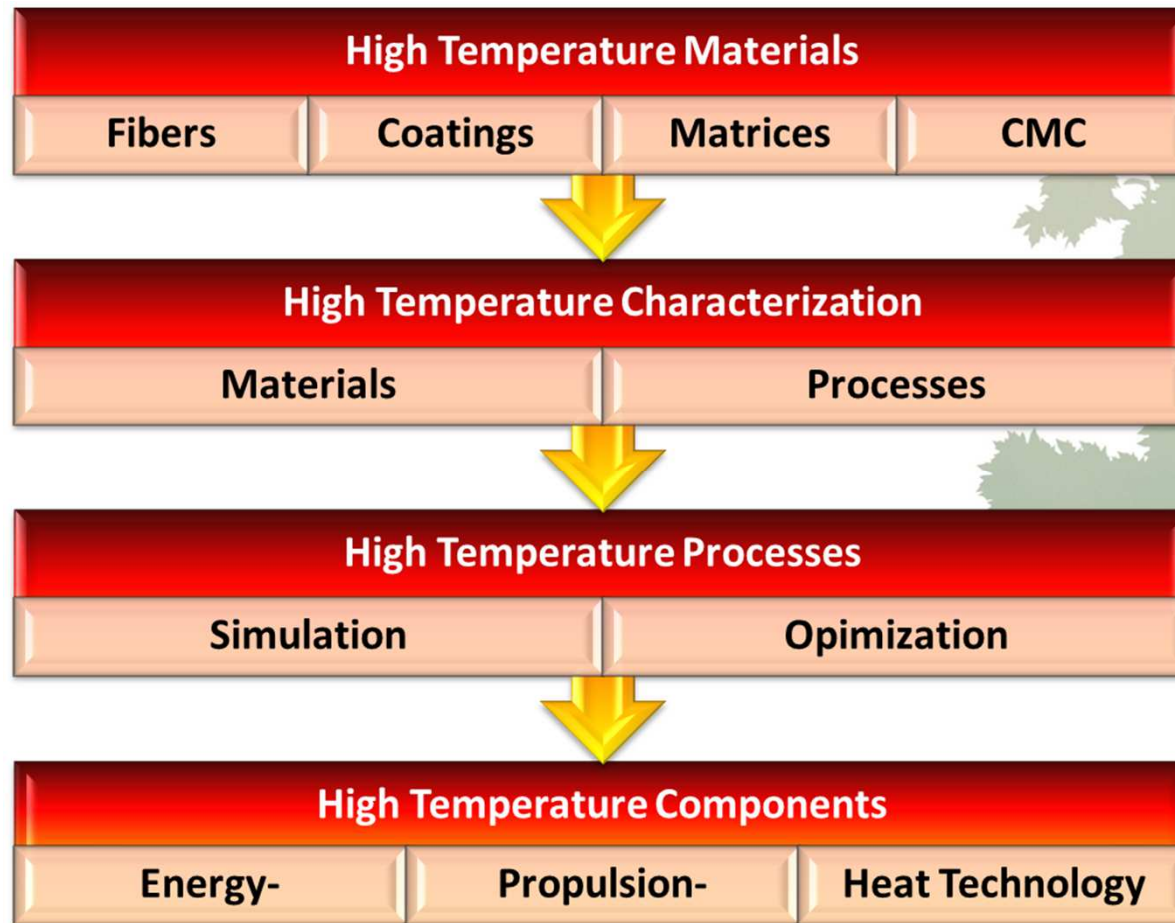 High Temperature Materials
Fibers Coatings Matrices CMC
High Temperature Characterization
Materials Processes
High Temperature Processes
Simulation Opimization
High Temperature Components
Energy- Propulsion- Heat Technology